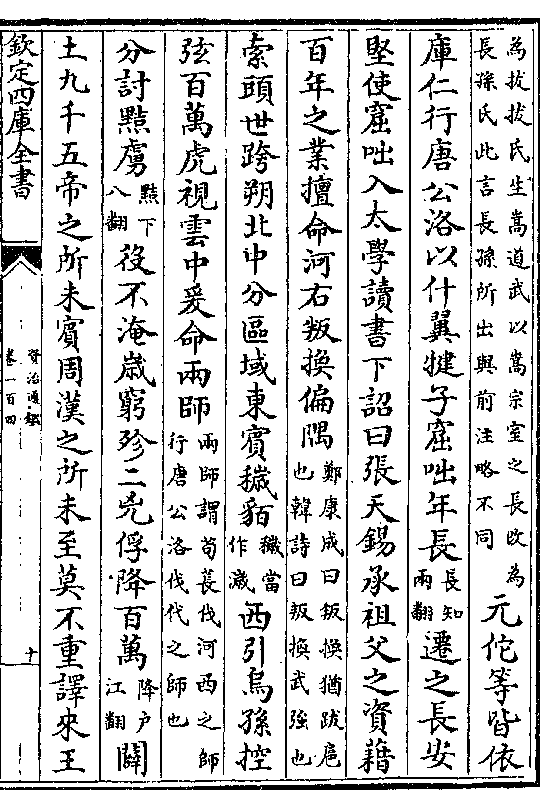 為拔拔氏生嵩道武以嵩宗室之長改為
長孫氏此言長孫所出與前注略不同
元佗等皆依
庫仁行唐公洛以什翼犍子窟咄年長長知兩翻遷之長安
堅使窟咄入太學讀書下詔曰張天錫承祖父之資藉
百年之業擅命河右叛換偏隅鄭康成曰叛換猶跋扈也韓詩曰叛換武強也
索頭世跨朔北中分區域東賓穢貊穢當作濊西引烏孫控
弦百萬虎視雲中爰命兩師兩師謂荀萇伐河西之師行唐公洛伐代之師也
分討黠虜黠下八翻役不淹歲窮殄二兇俘降百萬降户江翻闢
土九千五帝之所未賓周漢之所未至莫不重譯來王
欽定四庫全書
資治通鑑
卷一百四
十